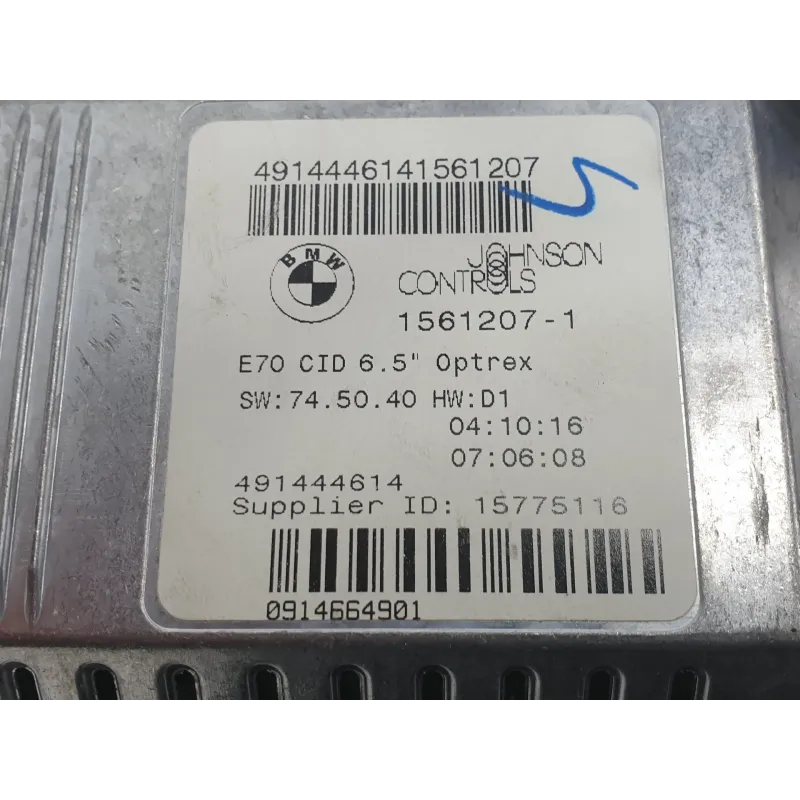 4914446141561207
BMW
JOHNSON
CONTROLS
1561207-1
E70 CID 6.5" Optrex
SW:74.50.40 HW:D1
04:10:16
07:06:08
491444614
Supplier ID: 15775116
0914664901